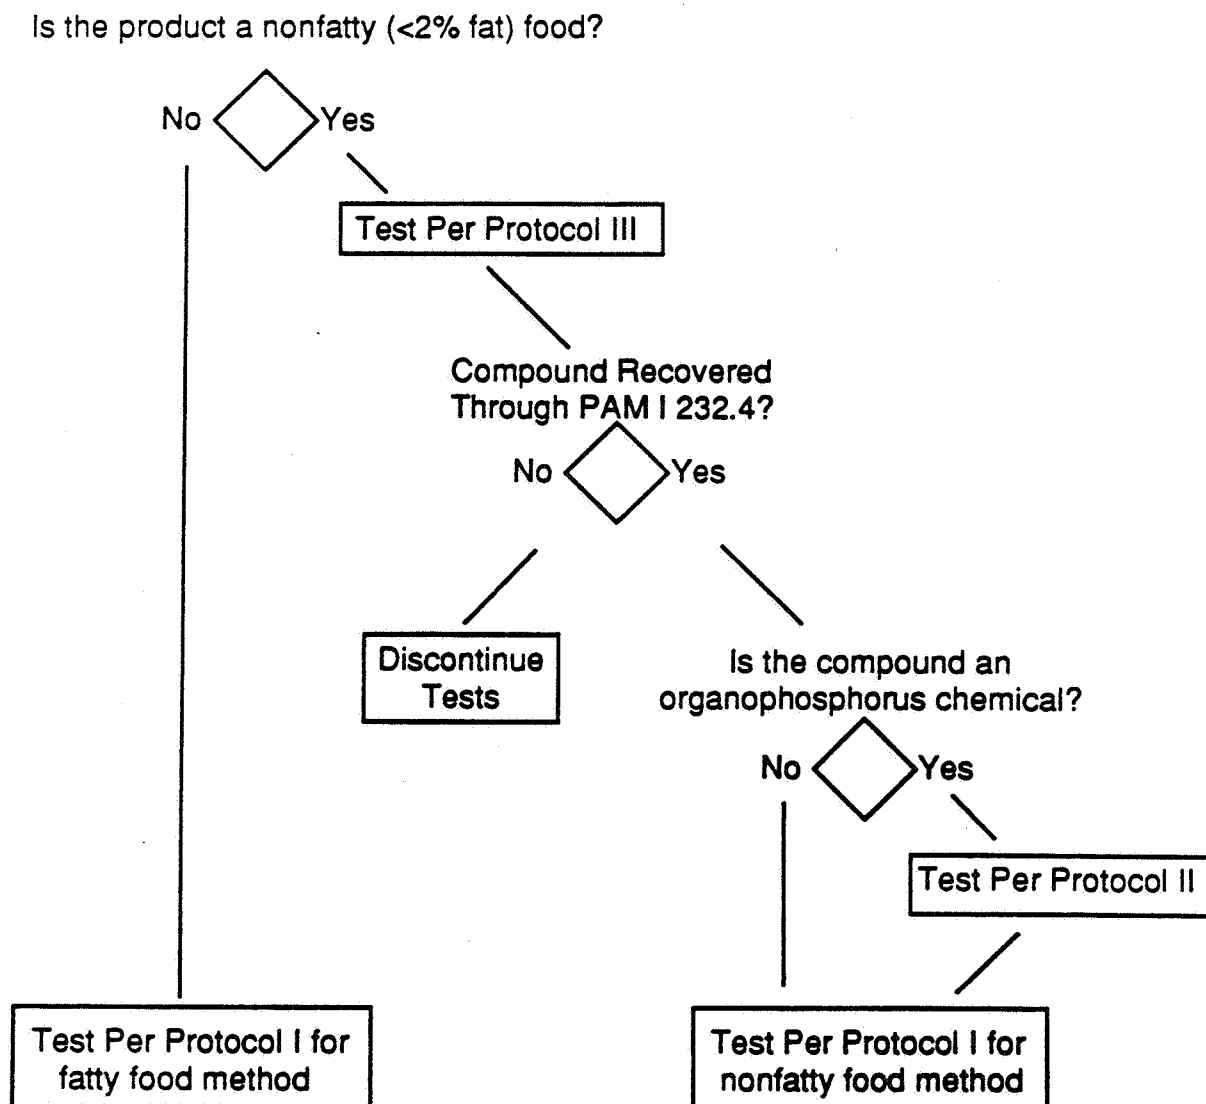 Is the product a nonfatty (<2% fat) food?
No
Yes
Test Per Protocol III
Compound Recovered
Through PAM I 232.4?
No
Yes
Discontinue
Tests
Is the compound an
organophosphorus chemical?
No
Yes
Test Per Protocol II
Test Per Protocol I for
fatty food method
Test Per Protocol I for
nonfatty food method